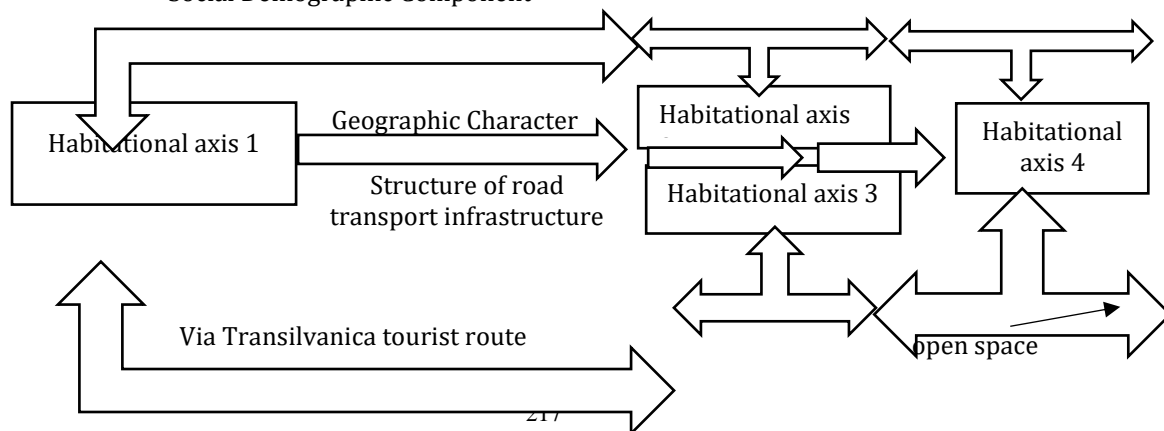 Social Demographic Component
Habitational axis 1
Geographic Character
Structure of road
transport infrastructure
Habitational axis
Habitational axis 3
Habitational
axis 4
Via Transilvanica tourist route
open space
217